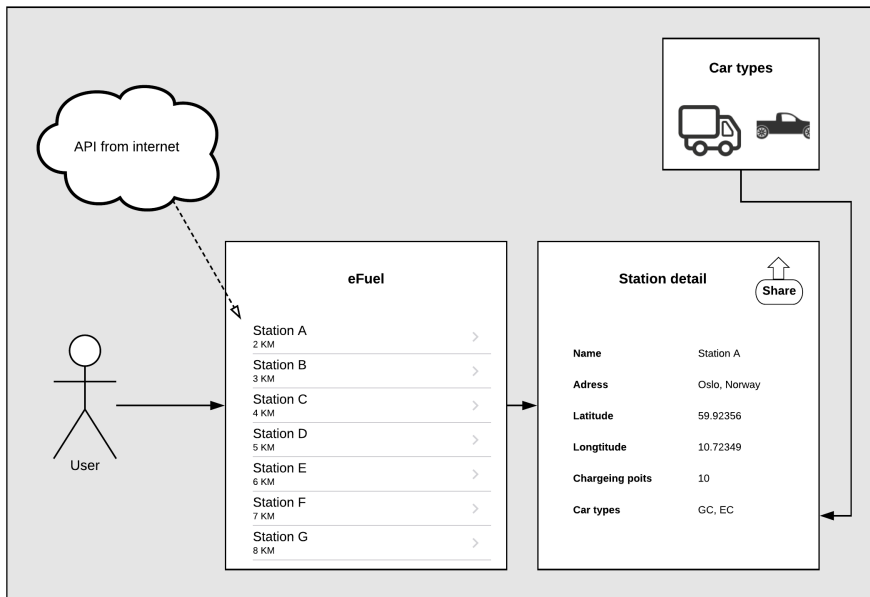 Car types
API from internet
eFuel
Station A
2 KM
Station B
3 KM
Station C
4 KM
Station D
5 KM
Station E
6 KM
Station F
7 KM
Station G
8 KM
User
Station detail
Share
Name Station A
Adress Oslo, Norway
Latitude 59.92356
Longtitude 10.72349
Chargeing poits 10
Car types GC, EC